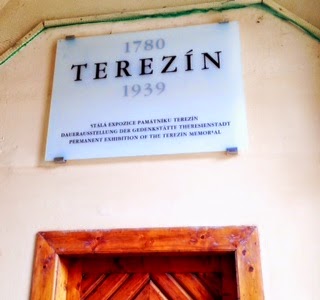 1780
TEREZÍN
1939
STÁLÁ EXPOZICE PAMÁTNÍKU TEREZÍN
DAUERAUSSTELLUNG DER GEDENKSTÄTTE THERESIENSTADT
PERMANENT EXHIBITION OF THE TEREZÍN MEMORIAL